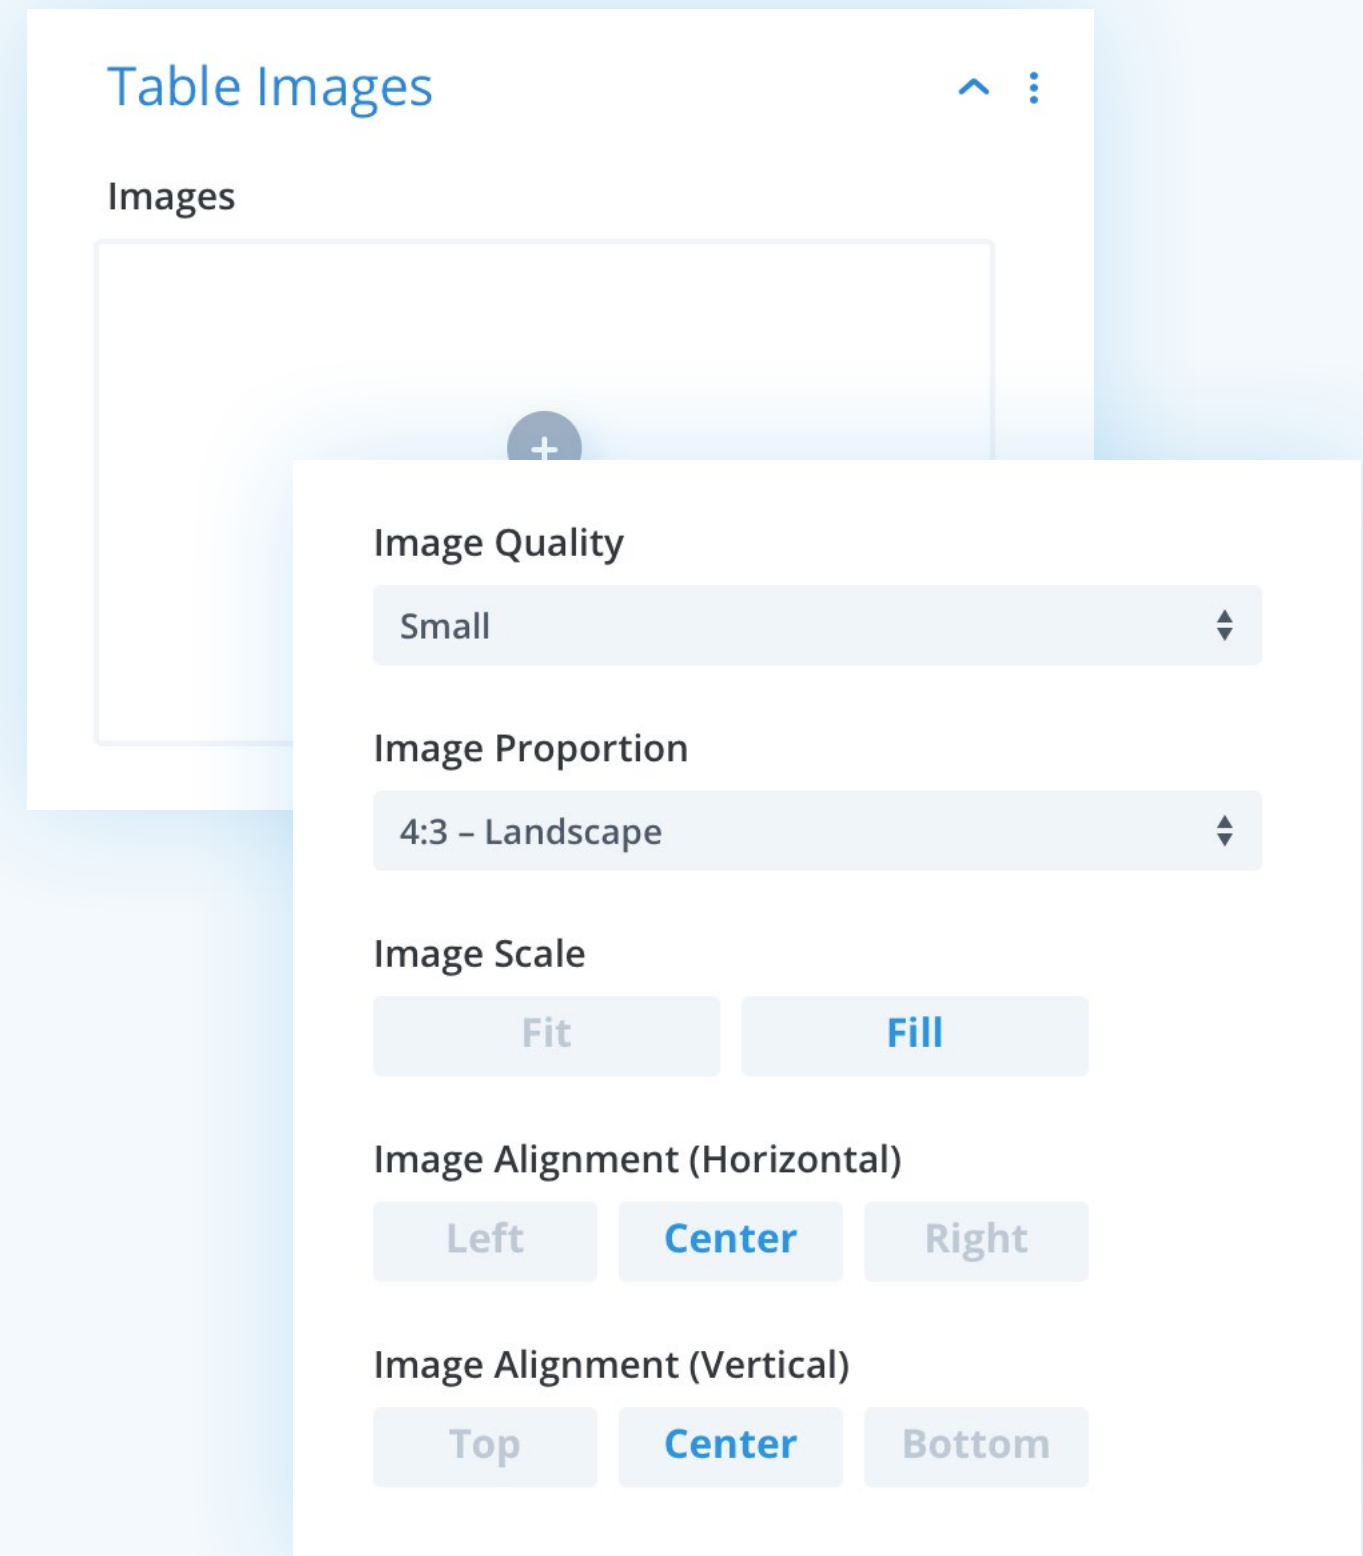 Table Images
Images
Image Quality
Small
Image Proportion
4:3 – Landscape
Image Scale
Fit Fill
Image Alignment (Horizontal)
Left Center Right
Image Alignment (Vertical)
Top Center Bottom